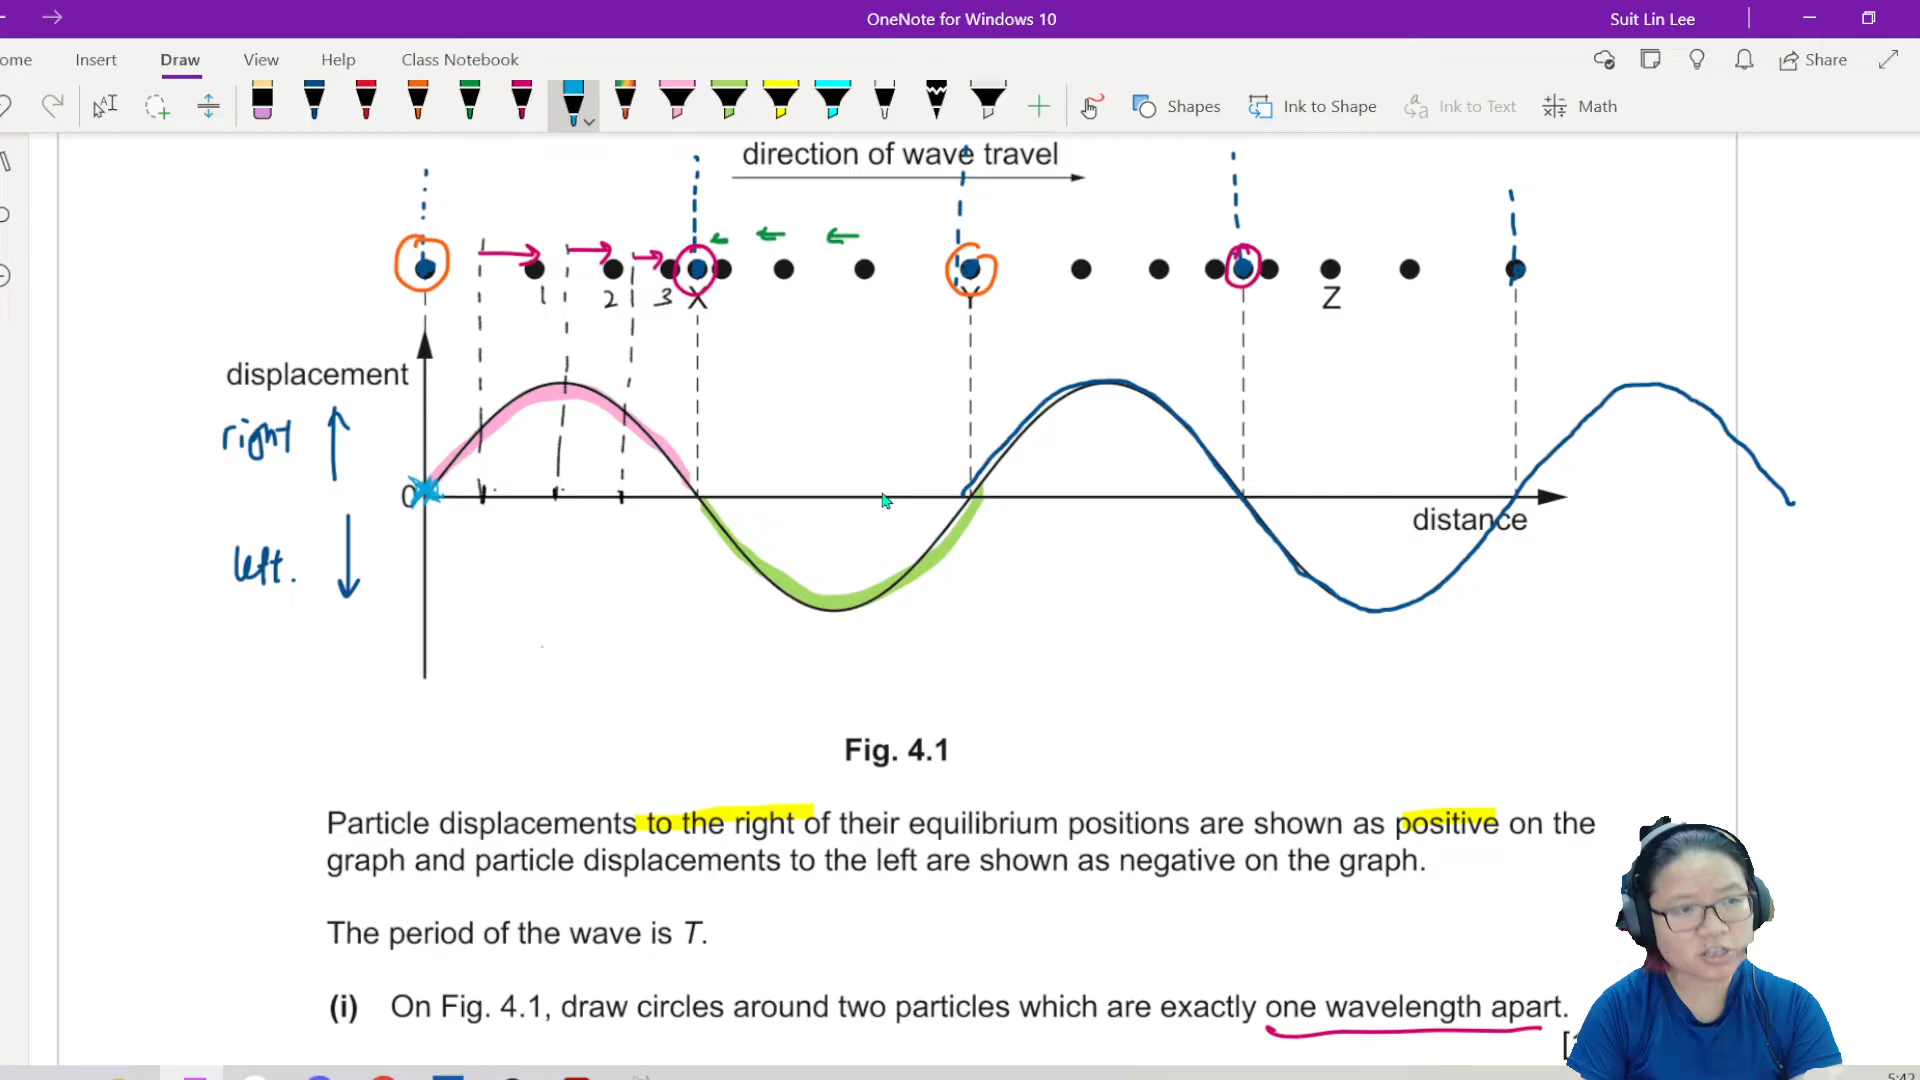 OneNote for Windows 10
Suit Lin Lee
Insert Draw View Help Class Notebook
Share
Shapes Ink to Shape Ink to Text Math
direction of wave travel
1 2 3 X Y Z
displacement
right
0
left.
distance
Fig. 4.1
Particle displacements to the right of their equilibrium positions are shown as positive on the
graph and particle displacements to the left are shown as negative on the graph.
The period of the wave is T.
(i) On Fig. 4.1, draw circles around two particles which are exactly one wavelength apart.